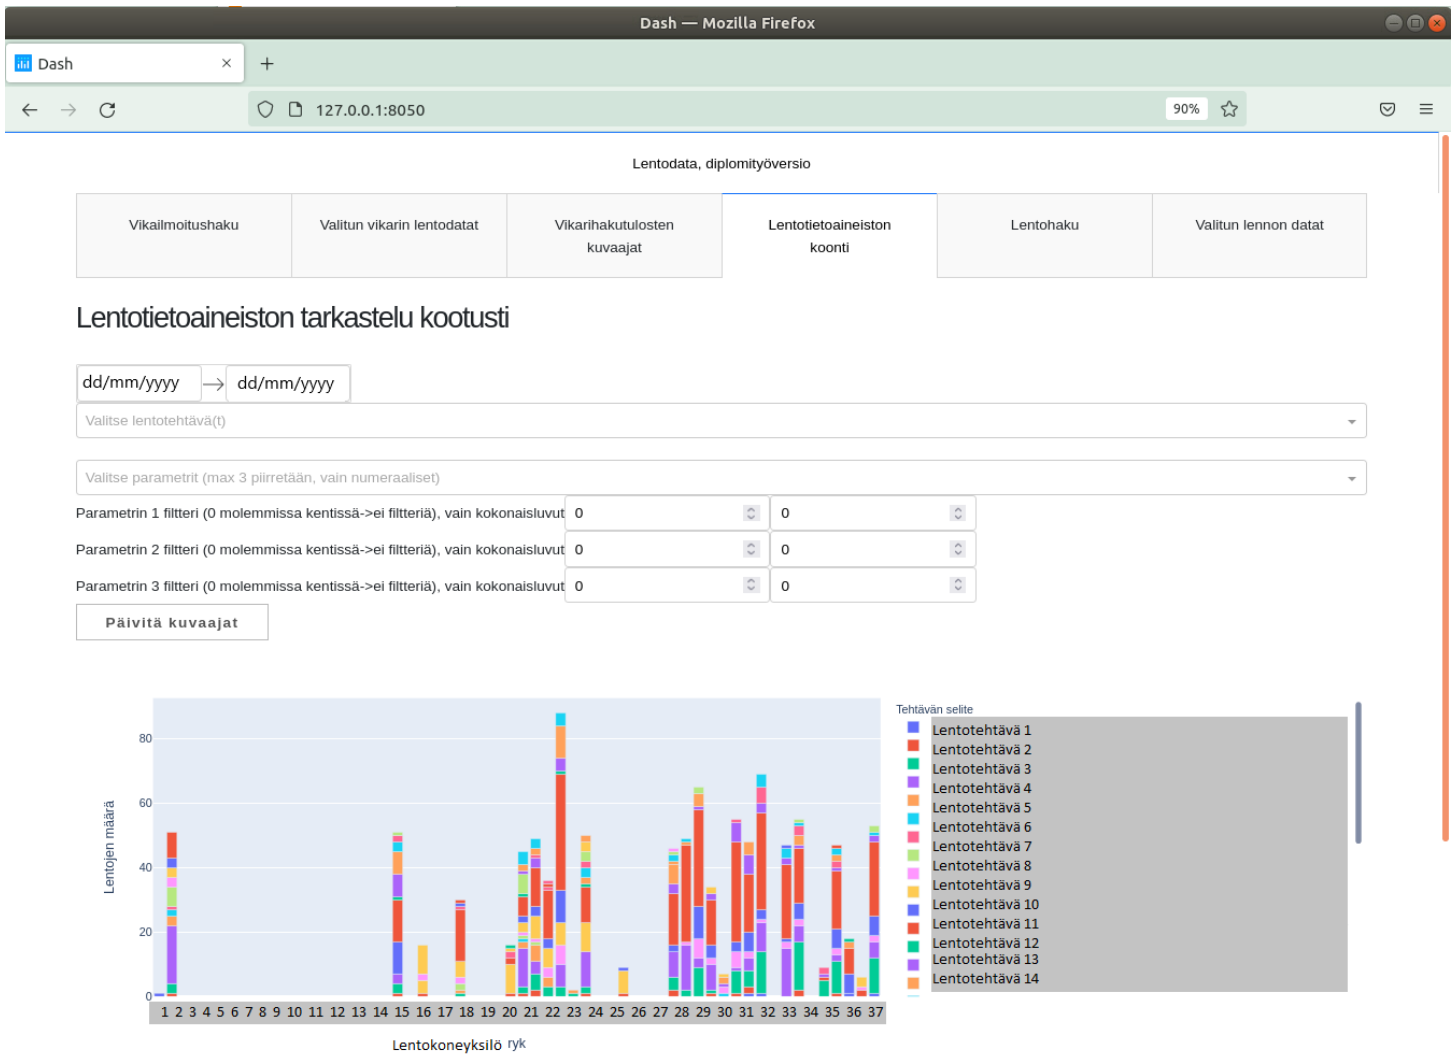 Dash — Mozilla Firefox
Dash
127.0.0.1:8050
90%
Lentodata, diplomityöversio
Vikailmoitushaku
Valitun vikarin lentodatat
Vikarihakutulosten
kuvaajat
Lentotietoaineiston
koonti
Lentohaku
Valitun lennon datat
Lentotietoaineiston tarkastelu kootusti
dd/mm/yyyy → dd/mm/yyyy
Valitse lentotehtävä(t)
Valitse parametrit (max 3 piirretään, vain numeraaliset)
Parametrin 1 filtteri (0 molemmissa kentissä->ei filtteriä), vain kokonaisluvut 0 0
Parametrin 2 filtteri (0 molemmissa kentissä->ei filtteriä), vain kokonaisluvut 0 0
Parametrin 3 filtteri (0 molemmissa kentissä->ei filtteriä), vain kokonaisluvut 0 0
Päivitä kuvaajat
Lentojen määrä
80
60
40
20
0
1 2 3 4 5 6 7 8 9 10 11 12 13 14 15 16 17 18 19 20 21 22 23 24 25 26 27 28 29 30 31 32 33 34 35 36 37
Lentokoneyksilö ryk
Tehtävän selite
Lentotehtävä 1
Lentotehtävä 2
Lentotehtävä 3
Lentotehtävä 4
Lentotehtävä 5
Lentotehtävä 6
Lentotehtävä 7
Lentotehtävä 8
Lentotehtävä 9
Lentotehtävä 10
Lentotehtävä 11
Lentotehtävä 12
Lentotehtävä 13
Lentotehtävä 14